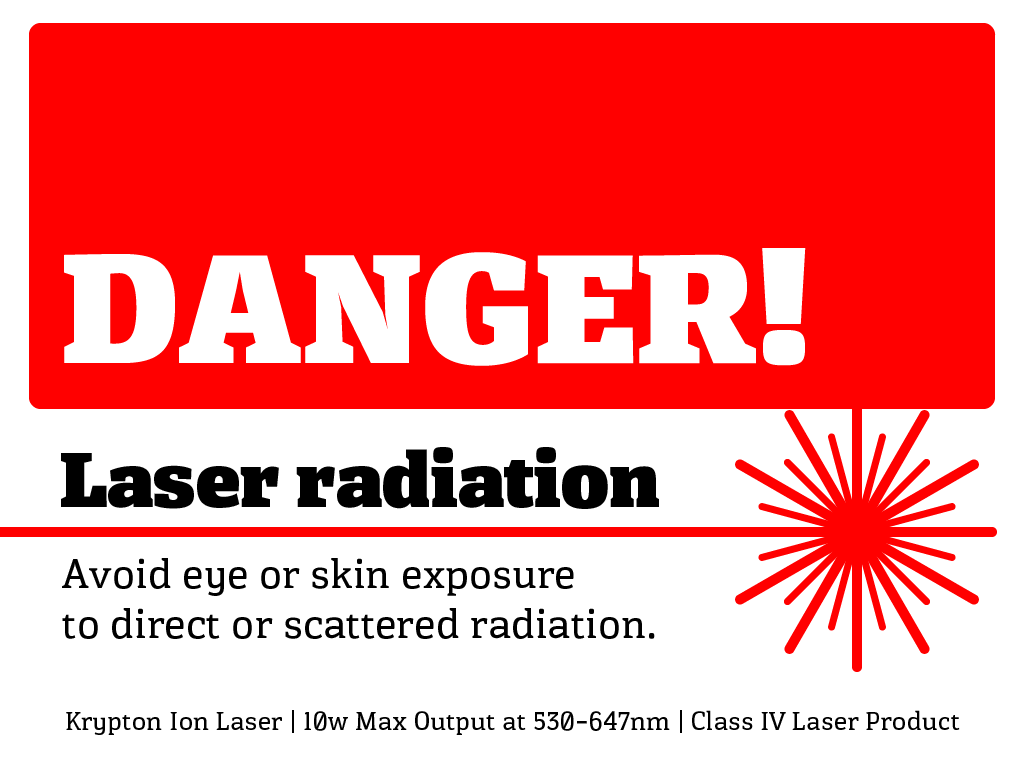 DANGER!
Laser radiation
Avoid eye or skin exposure
to direct or scattered radiation.
Krypton Ion Laser | 10w Max Output at 530–647nm | Class IV Laser Product